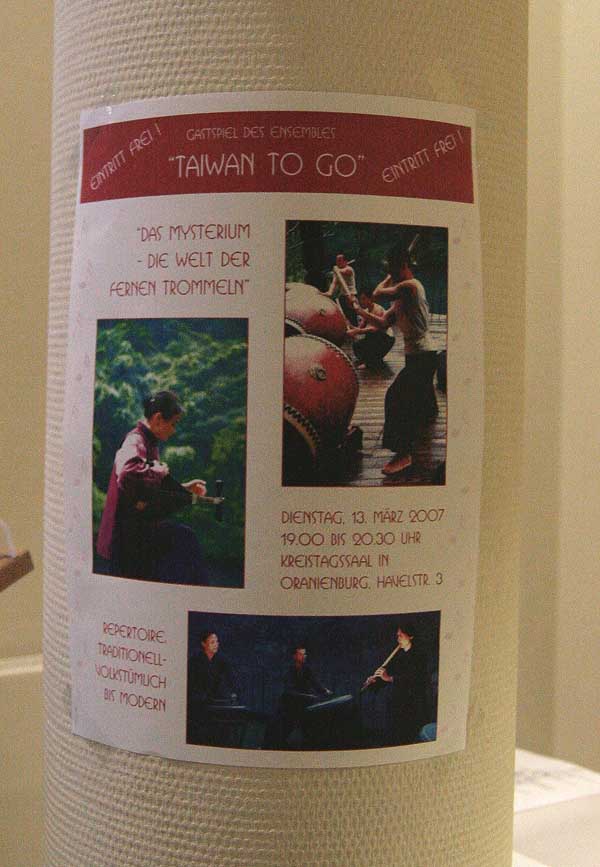 EINTRITT FREI !
GASTSPIEL DES ENSEMBLES
EINTRITT FREI !
"TAIWAN TO GO"
"DAS MYSTERIUM
- DIE WELT DER
FERNEN TROMMELN"
DIENSTAG, 13. MÄRZ 2007
19.00 BIS 20.30 UHR
KREISTAGSSAAL IN
ORANIENBURG, HAVELSTR. 3
REPERTOIRE,
TRADITIONELL-
VOLKSTÜMLICH
BIS MODERN